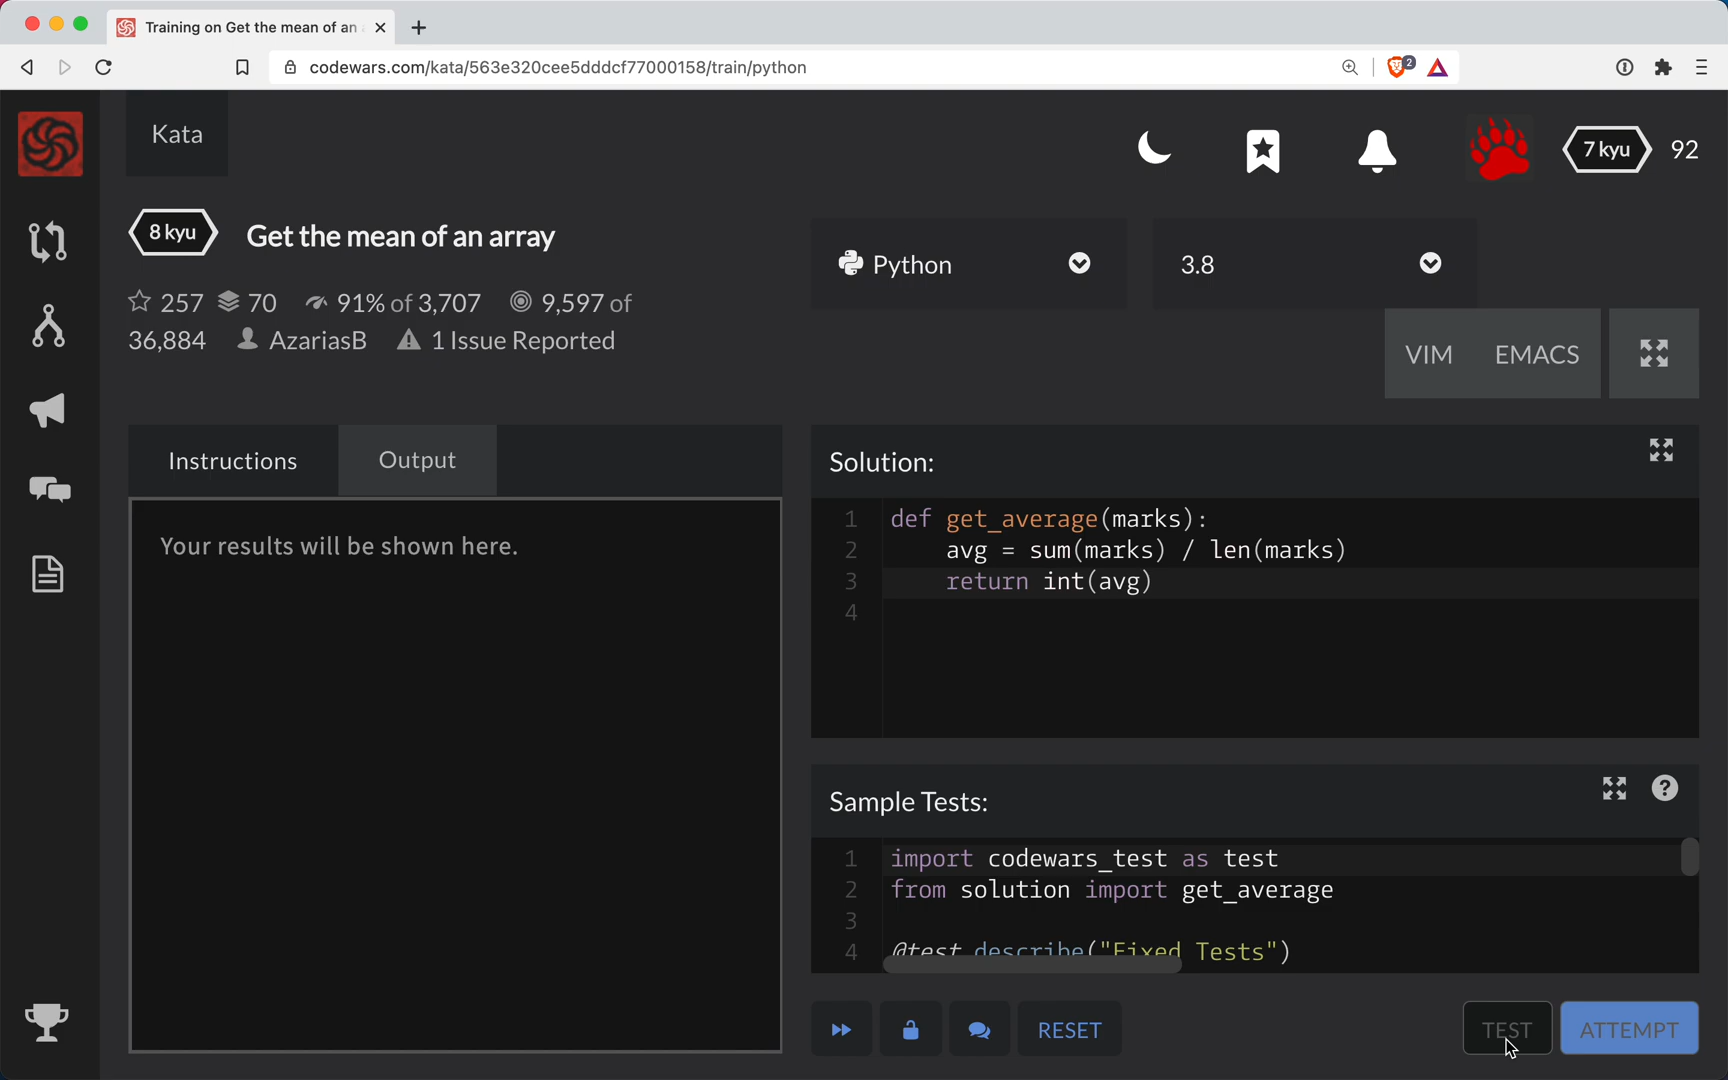 Training on Get the mean of an
codewars.com/kata/563e320cee5dddcf77000158/train/python
2
Kata
7 kyu
92
8 kyu
Get the mean of an array
257 70 91% of 3,707 9,597 of
36,884 AzariasB 1 Issue Reported
Python
3.8
VIM EMACS
Instructions
Output
Your results will be shown here.
Solution:
1 def get_average(marks):
2     avg = sum(marks) / len(marks)
3     return int(avg)
4
Sample Tests:
1 import codewars_test as test
2 from solution import get_average
3
4 @test.describe("Fixed Tests")
RESET
TEST
ATTEMPT